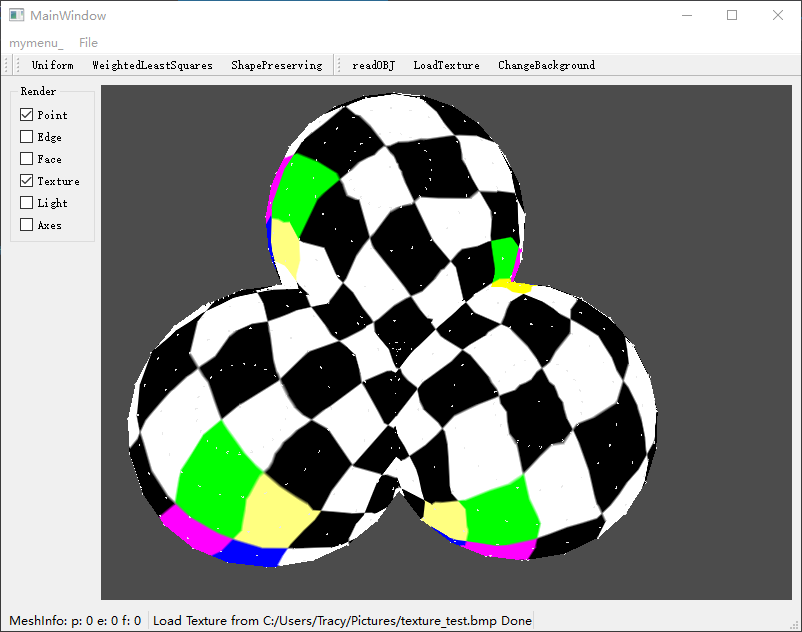 MainWindow
mymenu_ File
Uniform WeightedLeastSquares ShapePreserving readOBJ LoadTexture ChangeBackground
Render
Point
Edge
Face
Texture
Light
Axes
MeshInfo: p: 0 e: 0 f: 0 Load Texture from C:/Users/Tracy/Pictures/texture_test.bmp Done